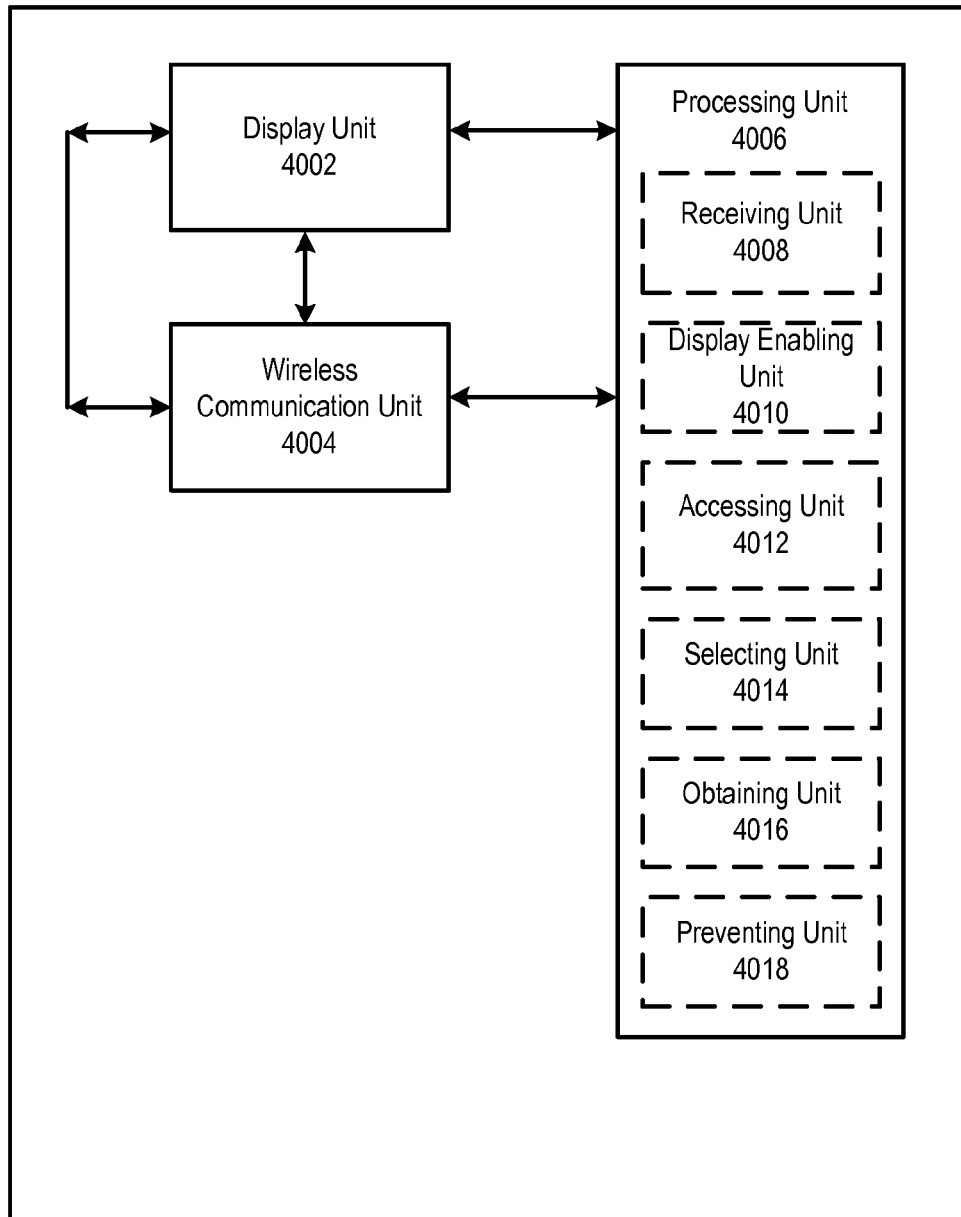 Display Unit
4002
Wireless
Communication Unit
4004
Processing Unit
4006
Receiving Unit
4008
Display Enabling
Unit
4010
Accessing Unit
4012
Selecting Unit
4014
Obtaining Unit
4016
Preventing Unit
4018